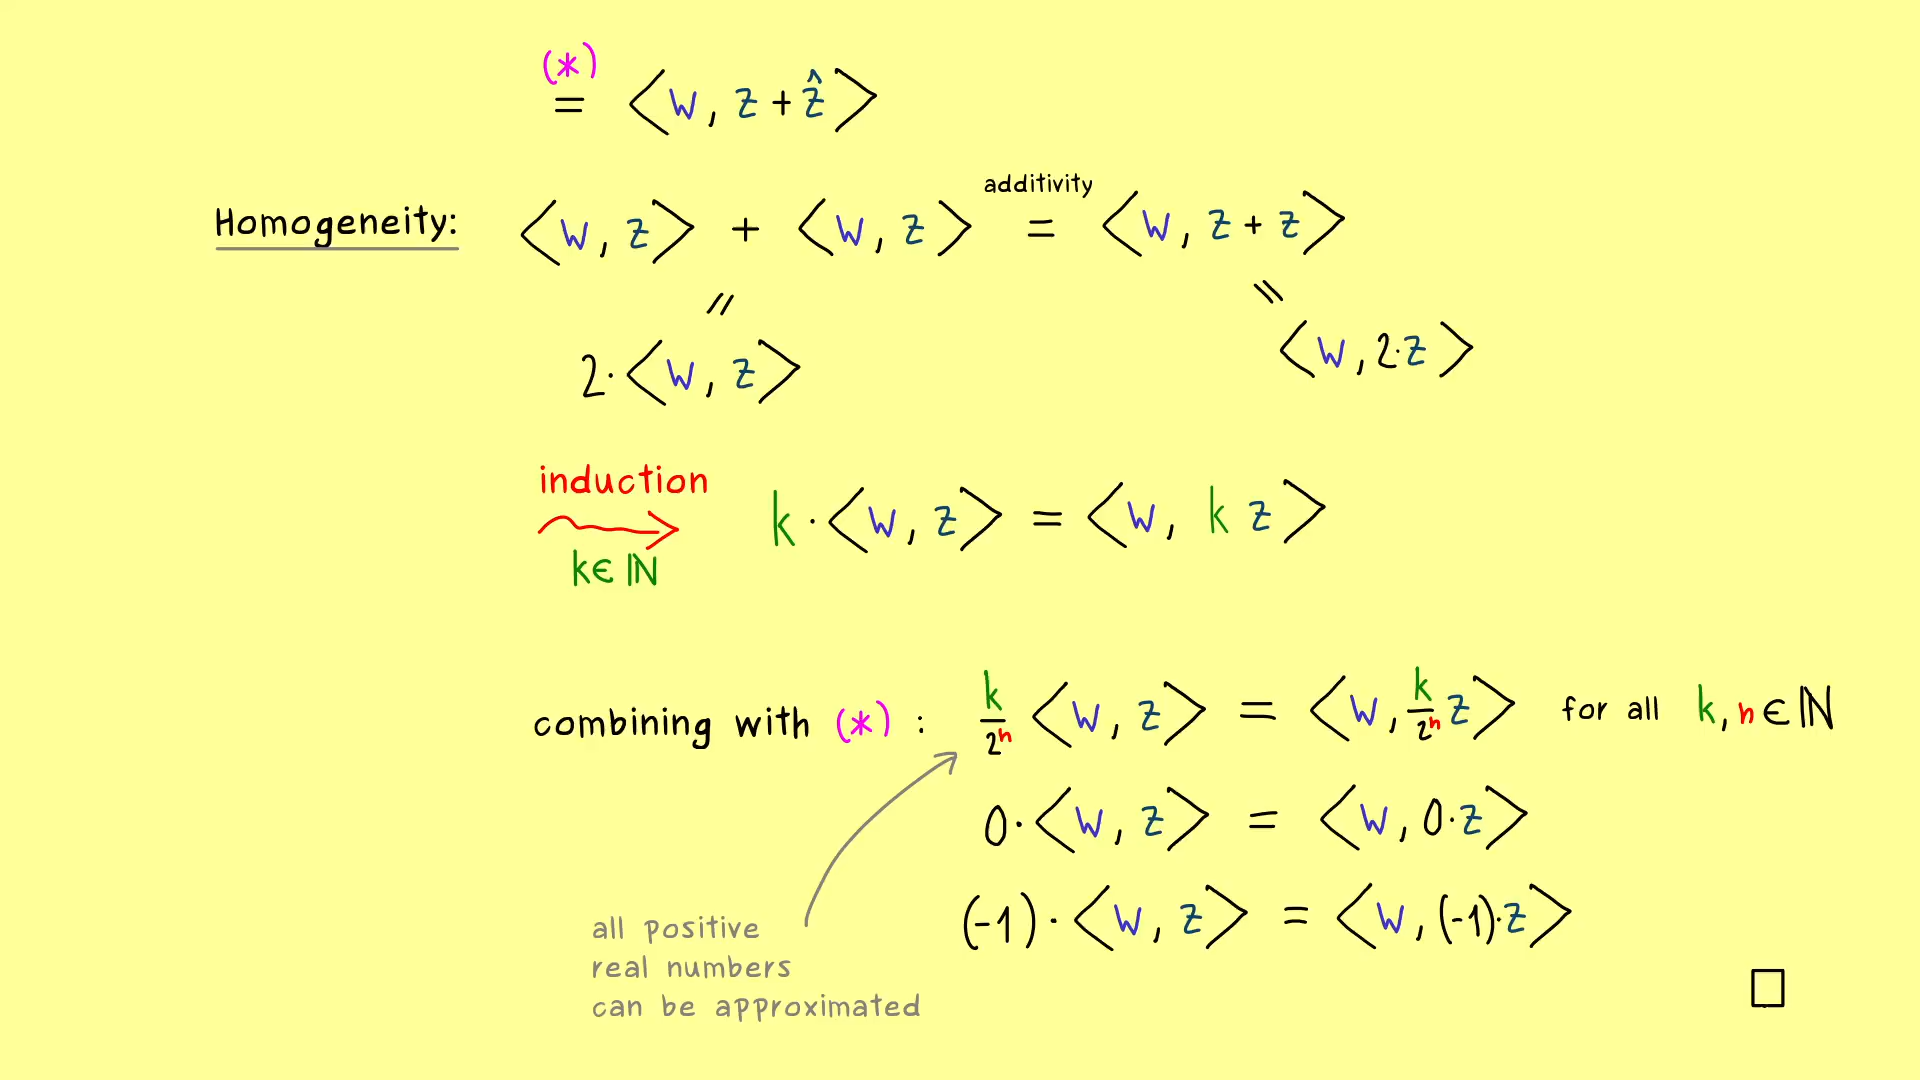 (*)
= ⟨w, z + ẑ⟩
additivity
Homogeneity: ⟨w, z⟩ + ⟨w, z⟩ = ⟨w, z + z⟩
= =
2·⟨w, z⟩ ⟨w, 2·z⟩
induction
k·⟨w, z⟩ = ⟨w, k z⟩
k∈ℕ
combining with (*) : k/2ⁿ ⟨w, z⟩ = ⟨w, k/2ⁿ z⟩ for all k, n ∈ ℕ
0·⟨w, z⟩ = ⟨w, 0·z⟩
(-1)·⟨w, z⟩ = ⟨w, (-1)·z⟩
all positive
real numbers
can be approximated
□